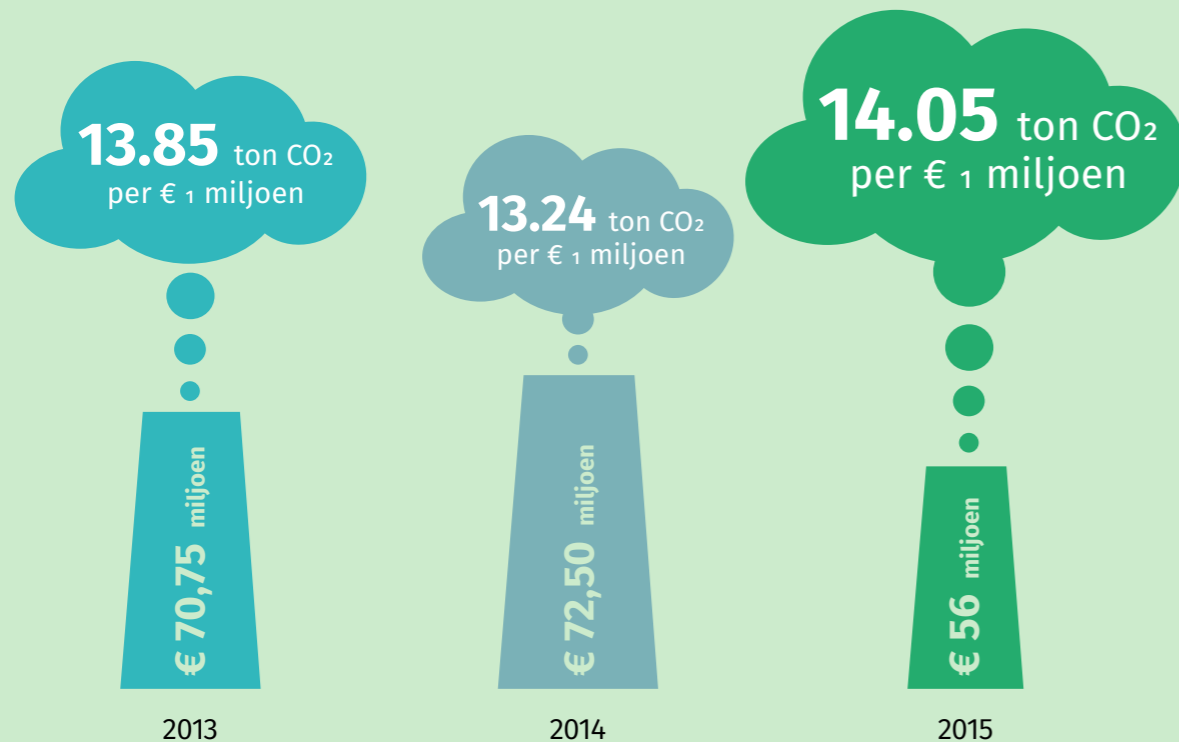 13.85 ton CO₂
per € 1 miljoen
13.24 ton CO₂
per € 1 miljoen
14.05 ton CO₂
per € 1 miljoen
€ 70,75 miljoen
€ 72,50 miljoen
€ 56 miljoen
2013
2014
2015